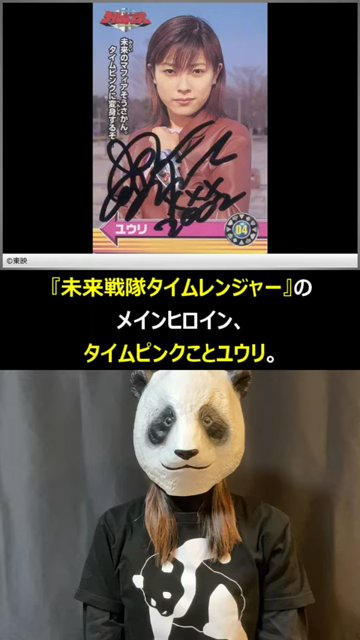 未来のマフィアそうさかん。
タイムピンクに変身するぞ
ユウリ
04
©東映
『未来戦隊タイムレンジャー』の
メインヒロイン、
タイムピンクことユウリ。